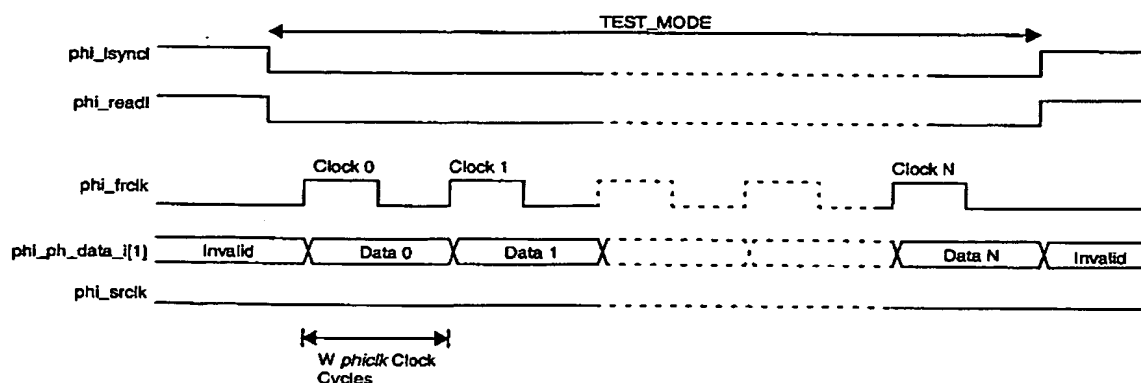 TEST_MODE
phi_lsyncl
phi_readl
Clock 0 Clock 1 Clock N
phi_frclk
phi_ph_data_i[1] Invalid Data 0 Data 1 Data N Invalid
phi_srclk
W phiclk Clock
Cycles